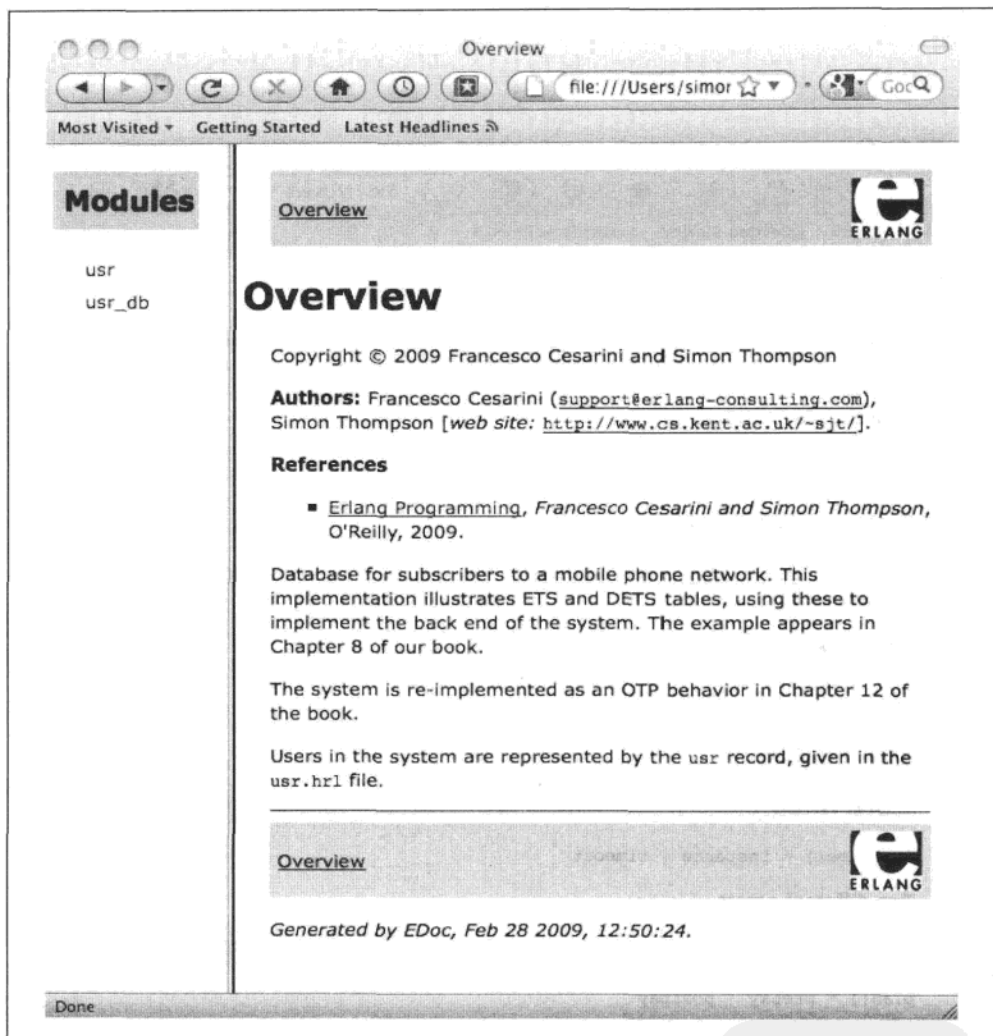 Overview
file:///Users/simor
Goc
Most Visited
Getting Started
Latest Headlines
Modules
usr
usr_db
Overview
ERLANG
Overview
Copyright © 2009 Francesco Cesarini and Simon Thompson
Authors: Francesco Cesarini (support@erlang-consulting.com),
Simon Thompson [web site: http://www.cs.kent.ac.uk/~sjt/].
References
▪ Erlang Programming, Francesco Cesarini and Simon Thompson,
O'Reilly, 2009.
Database for subscribers to a mobile phone network. This
implementation illustrates ETS and DETS tables, using these to
implement the back end of the system. The example appears in
Chapter 8 of our book.
The system is re-implemented as an OTP behavior in Chapter 12 of
the book.
Users in the system are represented by the usr record, given in the
usr.hrl file.
Overview
ERLANG
Generated by EDoc, Feb 28 2009, 12:50:24.
Done